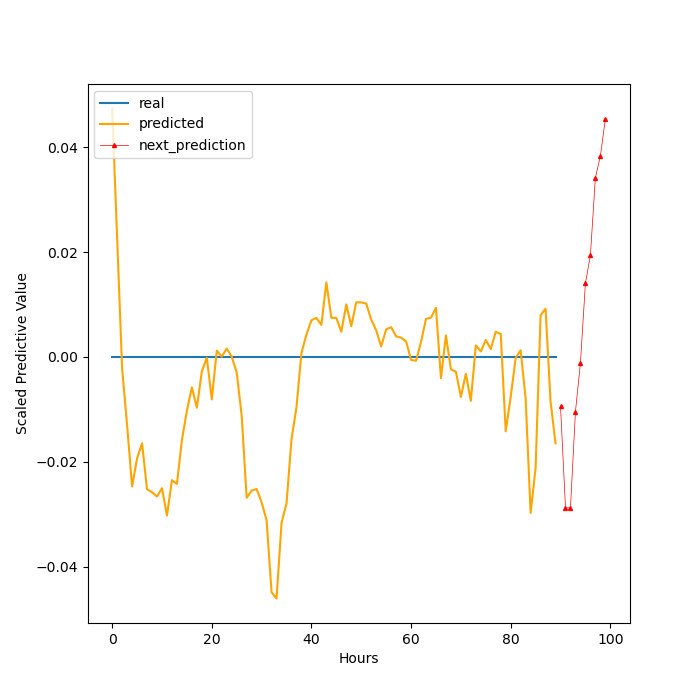 real
predicted
next_prediction
0.04
0.02
0.00
−0.02
−0.04
Scaled Predictive Value
0 20 40 60 80 100
Hours